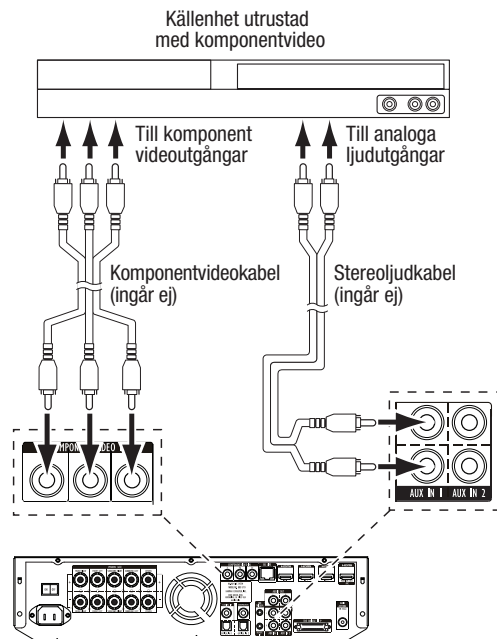 Källenhet utrustad
med komponentvideo
Till komponent
videoutgångar
Till analoga
ljudutgångar
Komponentvideokabel
(ingår ej)
Stereoljudkabel
(ingår ej)
VIDEO
AUX IN 1 AUX IN 2